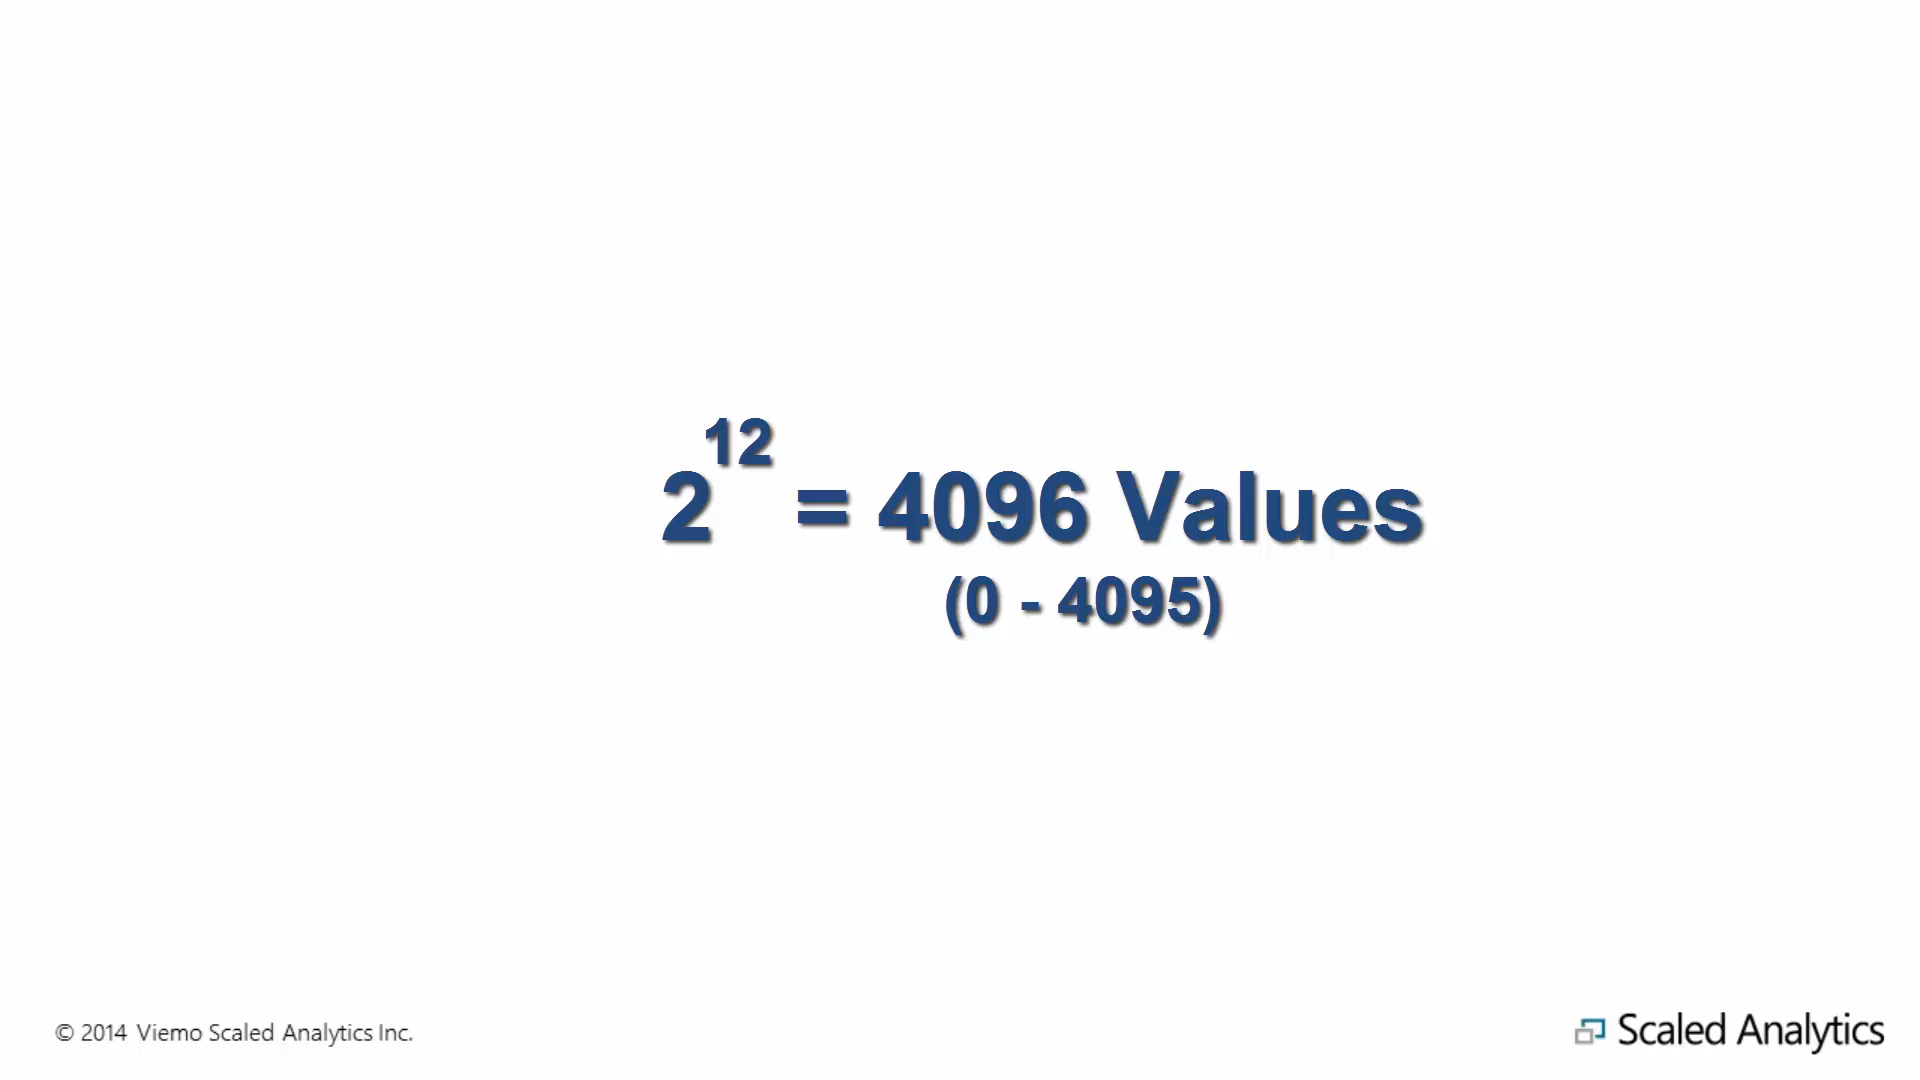 2^12 = 4096 Values
(0 - 4095)
© 2014 Viemo Scaled Analytics Inc.
Scaled Analytics